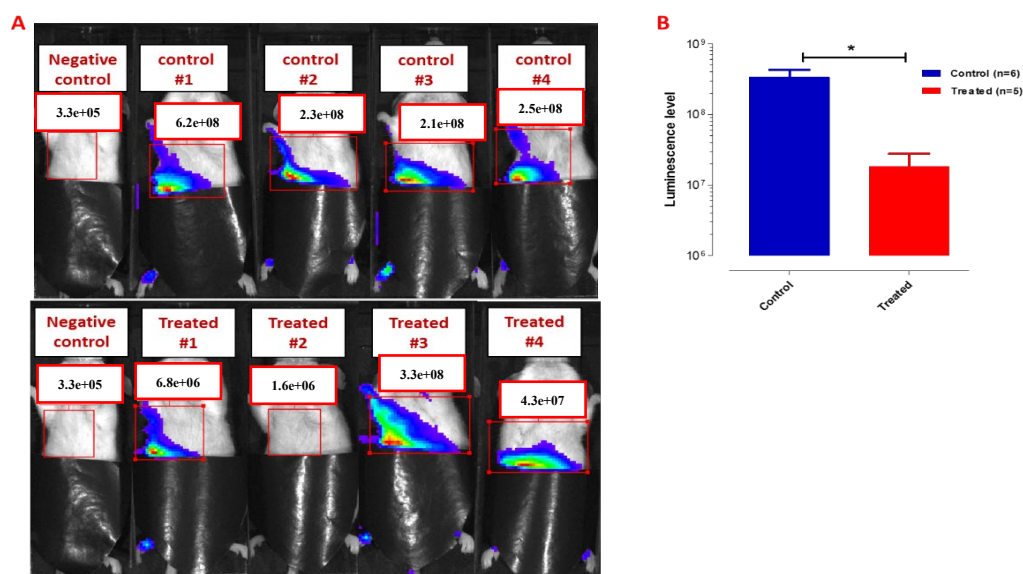 A
Negative
control
3.3e+05
control
#1
6.2e+08
control
#2
2.3e+08
control
#3
2.1e+08
control
#4
2.5e+08
Negative
control
3.3e+05
Treated
#1
6.8e+06
Treated
#2
1.6e+06
Treated
#3
3.3e+08
Treated
#4
4.3e+07
B
*
Control (n=6)
Treated (n=5)
Luminescence level
10⁹
10⁸
10⁷
10⁶
Control
Treated